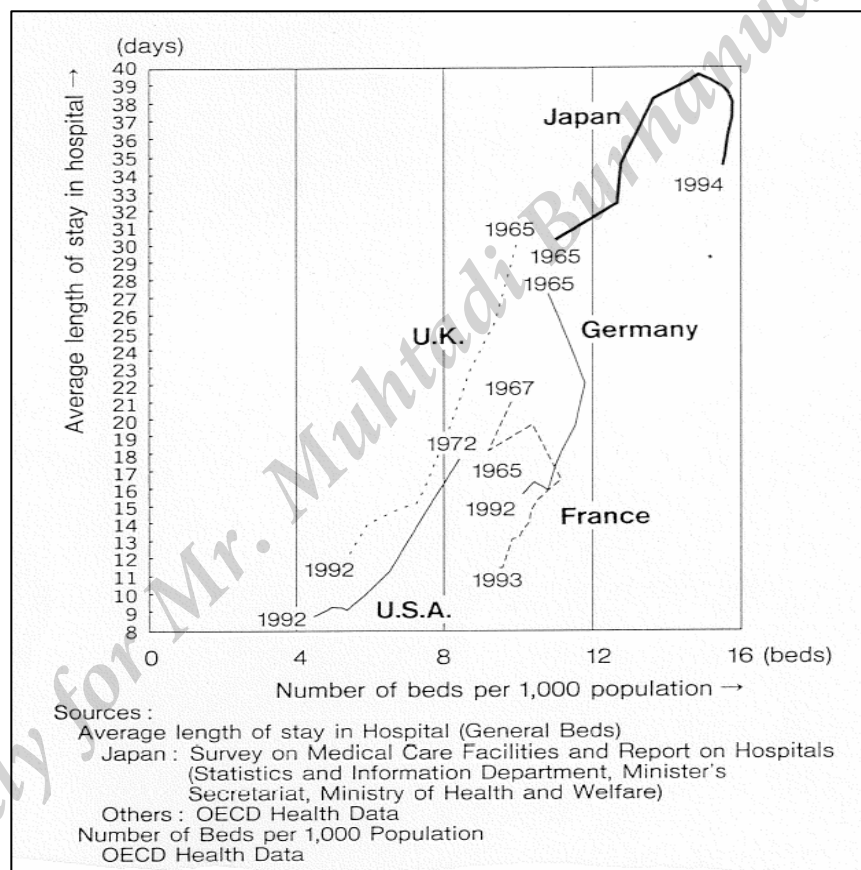 (days)
Average length of stay in hospital →
40
39
38
37
36
35
34
33
32
31
30
29
28
27
26
25
24
23
22
21
20
19
18
17
16
15
14
13
12
11
10
9
8
Japan
1994
1965
1965
1965
Germany
U.K.
1967
1972
1965
1992
France
1992
1993
1992
U.S.A.
0 4 8 12 16 (beds)
Number of beds per 1,000 population →
Sources :
Average length of stay in Hospital (General Beds)
Japan : Survey on Medical Care Facilities and Report on Hospitals
(Statistics and Information Department, Minister's
Secretariat, Ministry of Health and Welfare)
Others : OECD Health Data
Number of Beds per 1,000 Population
OECD Health Data
for Mr. Muhtadi